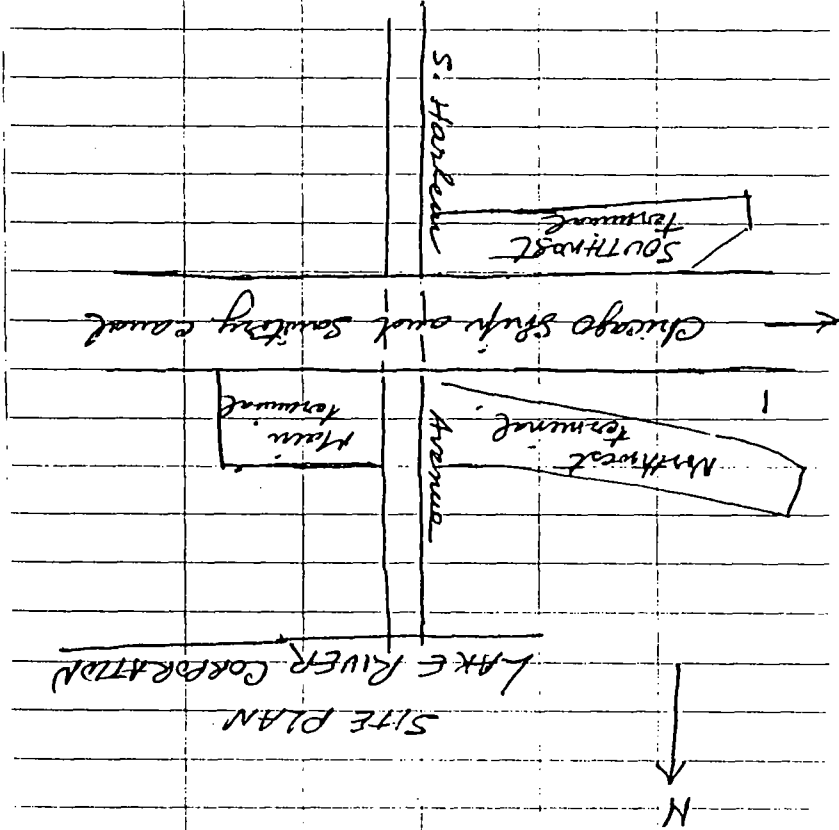 N
SITE PLAN
LAKE RIVER CORPORATION
Northwest
terminal
Avenue
Main
terminal
Chicago Ship and Sanitary Canal
SOUTHWEST
terminal
S. Harlem